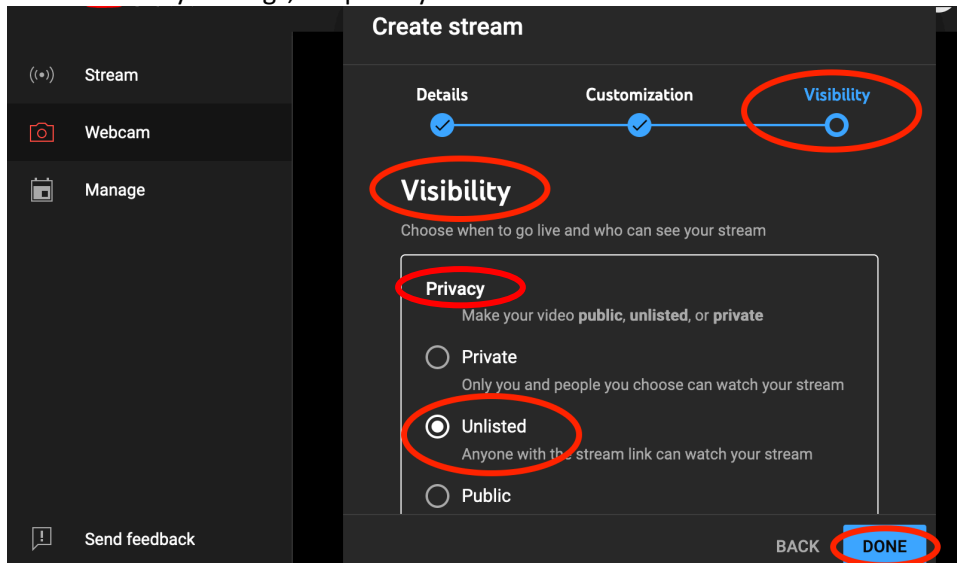 Create stream
Stream
Webcam
Manage
Details Customization Visibility
Visibility
Choose when to go live and who can see your stream
Privacy
Make your video public, unlisted, or private
Private
Only you and people you choose can watch your stream
Unlisted
Anyone with the stream link can watch your stream
Public
Send feedback
BACK DONE